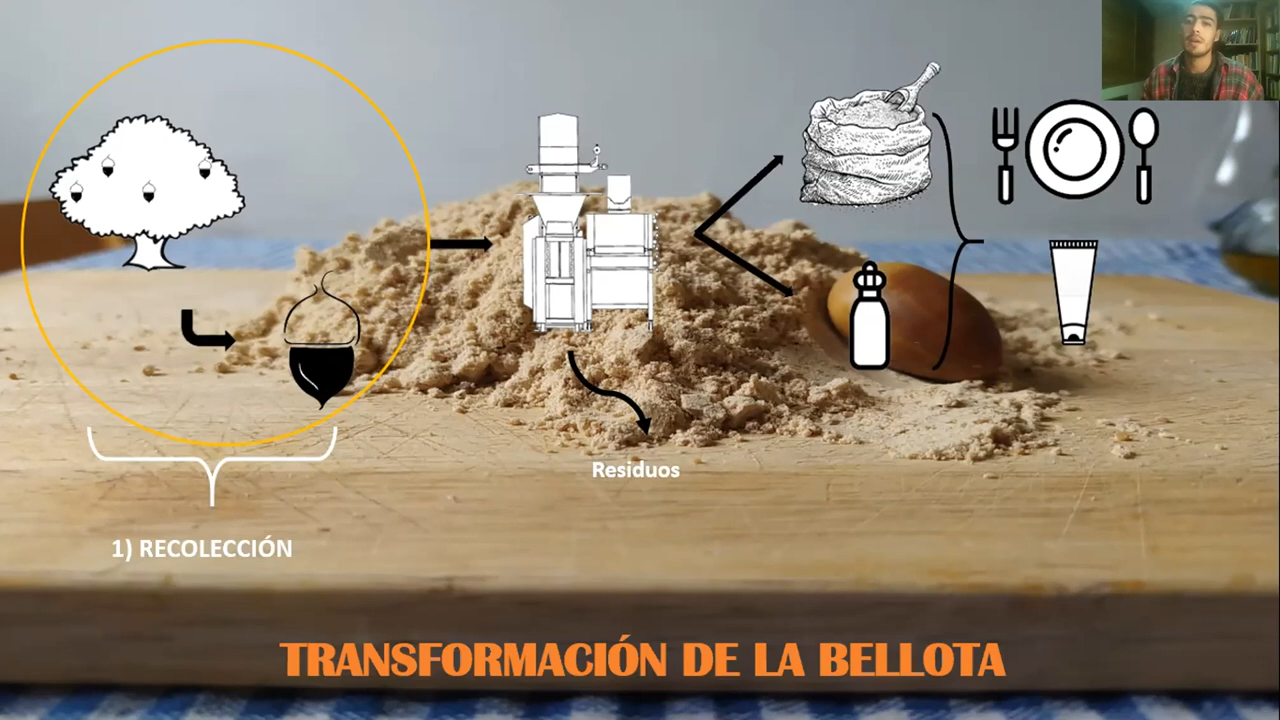 Residuos
1) RECOLECCIÓN
TRANSFORMACIÓN DE LA BELLOTA